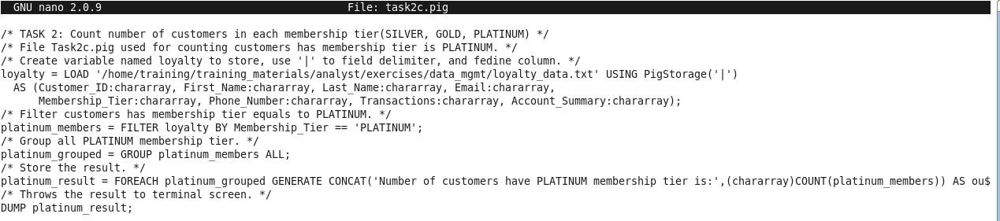 GNU nano 2.0.9 File: task2c.pig
/* TASK 2: Count number of customers in each membership tier(SILVER, GOLD, PLATINUM) */
/* File Task2c.pig used for counting customers has membership tier is PLATINUM. */
/* Create variable named loyalty to store, use '|' to field delimiter, and fedine column. */
loyalty = LOAD '/home/training/training_materials/analyst/exercises/data_mgmt/loyalty_data.txt' USING PigStorage('|')
  AS (Customer_ID:chararray, First_Name:chararray, Last_Name:chararray, Email:chararray,
      Membership_Tier:chararray, Phone_Number:chararray, Transactions:chararray, Account_Summary:chararray);
/* Filter customers has membership tier equals to PLATINUM. */
platinum_members = FILTER loyalty BY Membership_Tier == 'PLATINUM';
/* Group all PLATINUM membership tier. */
platinum_grouped = GROUP platinum_members ALL;
/* Store the result. */
platinum_result = FOREACH platinum_grouped GENERATE CONCAT('Number of customers have PLATINUM membership tier is:',(chararray)COUNT(platinum_members)) AS ou$
/* Throws the result to terminal screen. */
DUMP platinum_result;